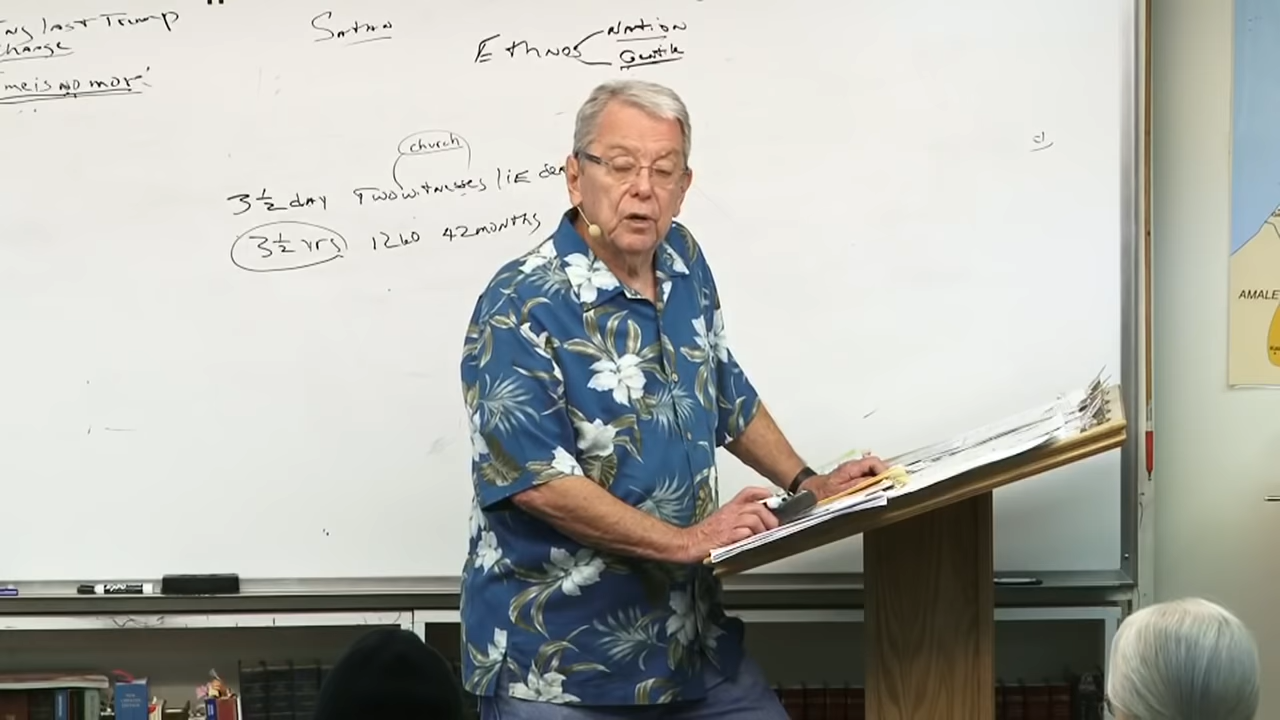 last Trump
change
Satan
Ethnos
Nation
Gentile
me is no more"
church
3½ day Two witnesses lie
3½ yrs 1260 42 months
AMALE
EXPO